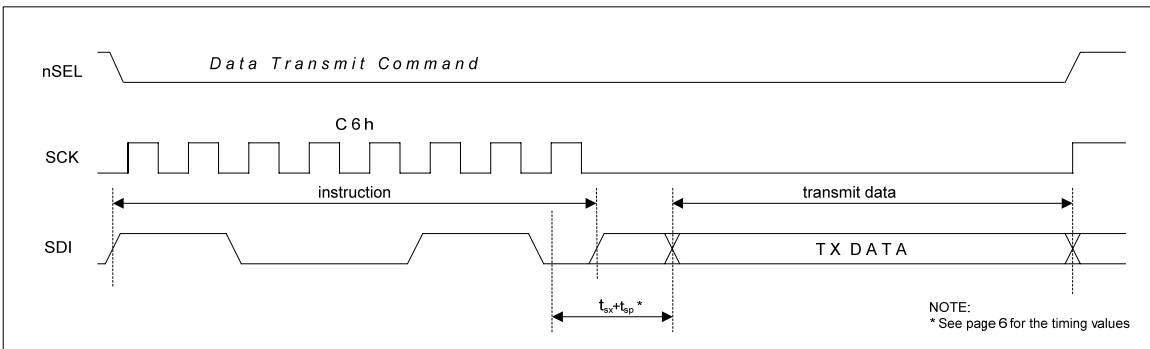 Data Transmit Command
nSEL
C6h
SCK
instruction
transmit data
SDI
TX DATA
tsx+tsp *
NOTE:
* See page 6 for the timing values